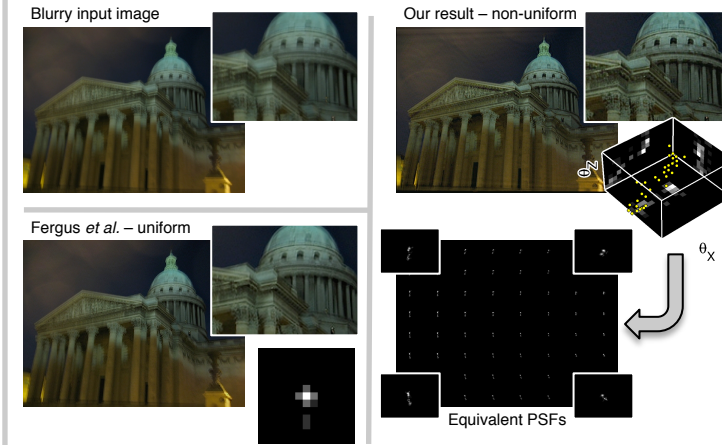 Blurry input image
Our result – non-uniform
θZ
θX
Fergus et al. – uniform
Equivalent PSFs